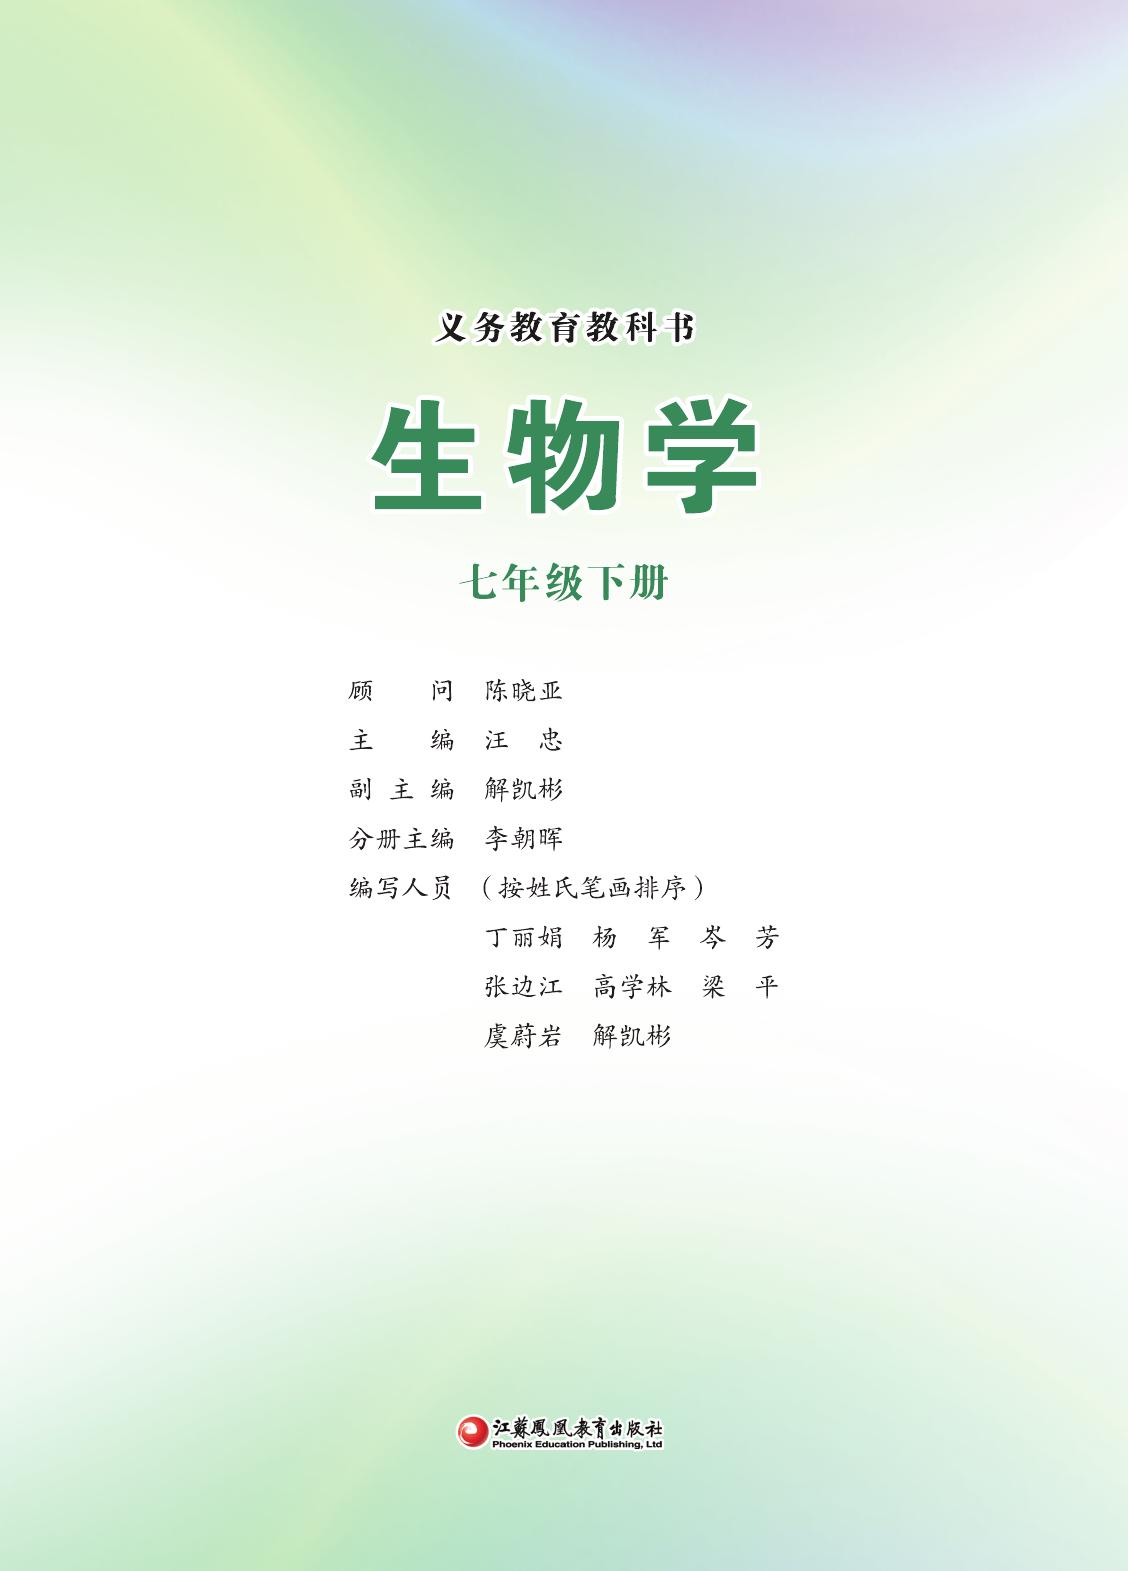 义务教育教科书
生物学
七年级下册
顾 问 陈晓亚
主 编 汪 忠
副主编 解凯彬
分册主编 李朝晖
编写人员 (按姓氏笔画排序)
丁丽娟 杨 军 岑 芳
张边江 高学林 梁 平
虞蔚岩 解凯彬
江苏凤凰教育出版社
Phoenix Education Publishing, Ltd